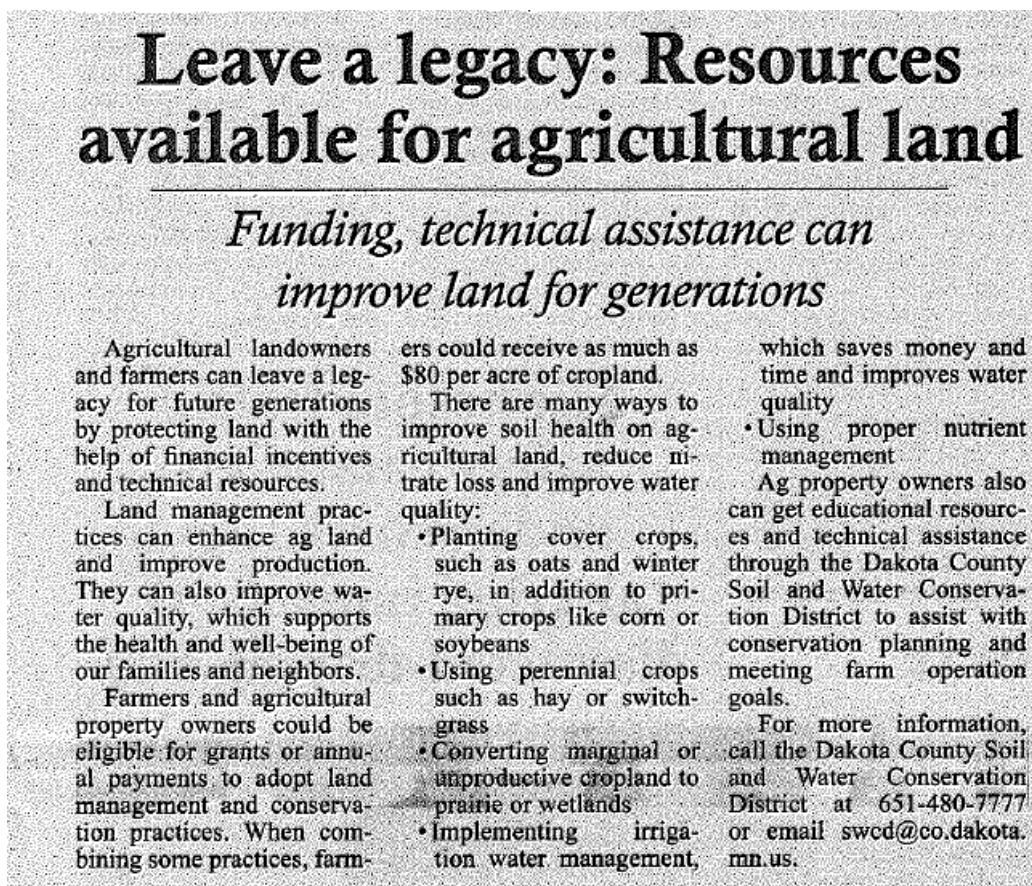 Leave a legacy: Resources
available for agricultural land
Funding, technical assistance can
improve land for generations
Agricultural landowners
and farmers can leave a leg-
acy for future generations
by protecting land with the
help of financial incentives
and technical resources.
Land management prac-
tices can enhance ag land
and improve production.
They can also improve wa-
ter quality, which supports
the health and well-being of
our families and neighbors.
Farmers and agricultural
property owners could be
eligible for grants or annu-
al payments to adopt land
management and conserva-
tion practices. When com-
bining some practices, farm-
ers could receive as much as
$80 per acre of cropland.
There are many ways to
improve soil health on ag-
ricultural land, reduce ni-
trate loss and improve water
quality:
•Planting cover crops,
such as oats and winter
rye, in addition to pri-
mary crops like corn or
soybeans
•Using perennial crops
such as hay or switch-
grass
•Converting marginal or
unproductive cropland to
prairie or wetlands
•Implementing irriga-
tion water management,
which saves money and
time and improves water
quality
•Using proper nutrient
management
Ag property owners also
can get educational resourc-
es and technical assistance
through the Dakota County
Soil and Water Conserva-
tion District to assist with
conservation planning and
meeting farm operation
goals.
For more information,
call the Dakota County Soil
and Water Conservation
District at 651-480-7777
or email swcd@co.dakota.
mn.us.